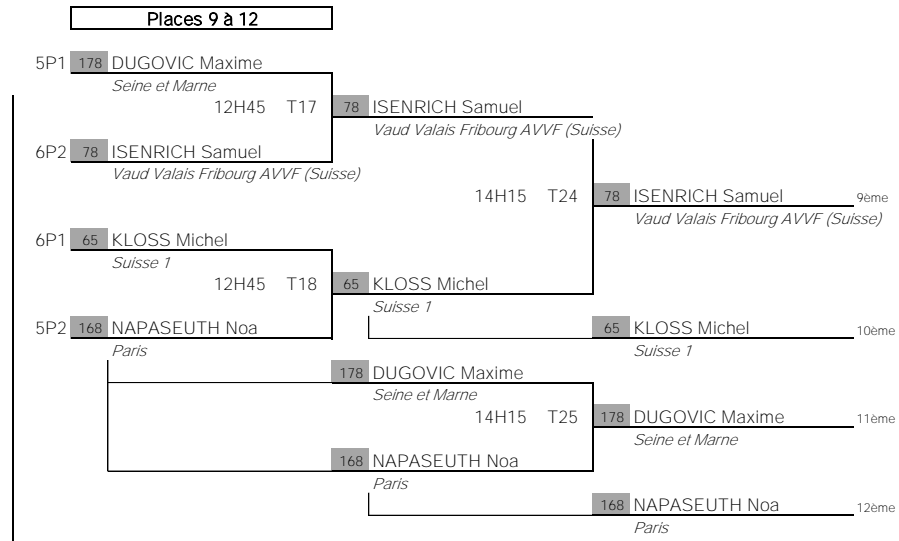 Places 9 à 12
5P1 178 DUGOVIC Maxime
Seine et Marne
12H45 T17 78 ISENRICH Samuel
Vaud Valais Fribourg AVVF (Suisse)
6P2 78 ISENRICH Samuel
Vaud Valais Fribourg AVVF (Suisse)
14H15 T24 78 ISENRICH Samuel 9ème
Vaud Valais Fribourg AVVF (Suisse)
6P1 65 KLOSS Michel
Suisse 1
12H45 T18 65 KLOSS Michel
Suisse 1
5P2 168 NAPASEUTH Noa 65 KLOSS Michel 10ème
Paris Suisse 1
178 DUGOVIC Maxime
Seine et Marne
14H15 T25 178 DUGOVIC Maxime 11ème
Seine et Marne
168 NAPASEUTH Noa
Paris
168 NAPASEUTH Noa 12ème
Paris